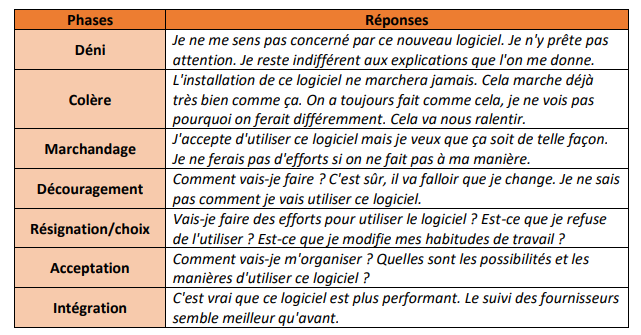 Phases Réponses
Déni
Je ne me sens pas concerné par ce nouveau logiciel. Je n'y prête pas
attention. Je reste indifférent aux explications que l'on me donne.
Colère
L'installation de ce logiciel ne marchera jamais. Cela marche déjà
très bien comme ça. On a toujours fait comme cela, je ne vois pas
pourquoi on ferait différemment. Cela va nous ralentir.
Marchandage
J'accepte d'utiliser ce logiciel mais je veux que ça soit de telle façon.
Je ne ferais pas d'efforts si on ne fait pas à ma manière.
Découragement
Comment vais-je faire ? C'est sûr, il va falloir que je change. Je ne sais
pas comment je vais utiliser ce logiciel.
Résignation/choix
Vais-je faire des efforts pour utiliser le logiciel ? Est-ce que je refuse
de l'utiliser ? Est-ce que je modifie mes habitudes de travail ?
Acceptation
Comment vais-je m'organiser ? Quelles sont les possibilités et les
manières d'utiliser ce logiciel ?
Intégration
C'est vrai que ce logiciel est plus performant. Le suivi des fournisseurs
semble meilleur qu'avant.